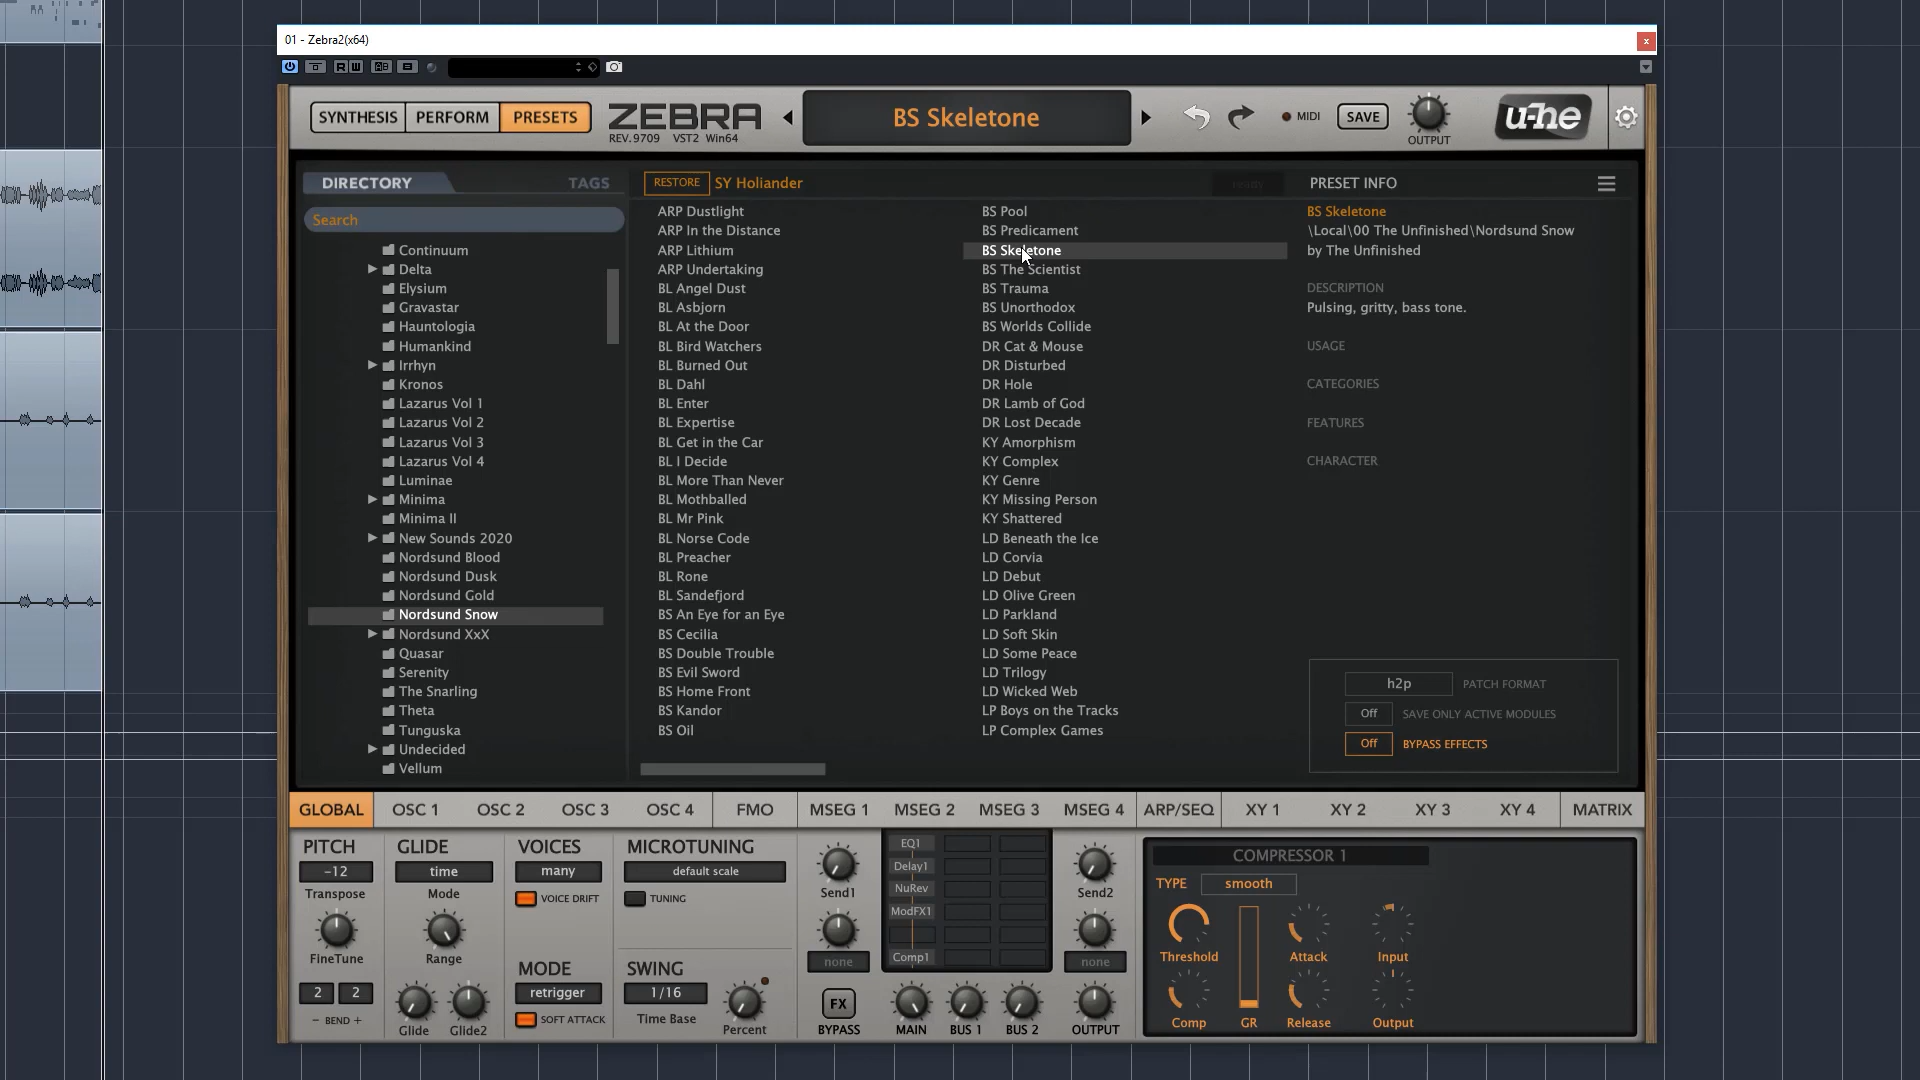 01 - Zebra2(x64)
R W
SYNTHESIS PERFORM PRESETS
ZEBRA
REV.9709 VST2 Win64
BS Skeletone
MIDI
SAVE
OUTPUT
u-he
DIRECTORY
TAGS
Search
Continuum
Delta
Elysium
Gravastar
Hauntologia
Humankind
Irrhyn
Kronos
Lazarus Vol 1
Lazarus Vol 2
Lazarus Vol 3
Lazarus Vol 4
Luminae
Minima
Minima II
New Sounds 2020
Nordsund Blood
Nordsund Dusk
Nordsund Gold
Nordsund Snow
Nordsund XxX
Quasar
Serenity
The Snarling
Theta
Tunguska
Undecided
Vellum
RESTORE SY Holiander
ARP Dustlight
ARP In the Distance
ARP Lithium
ARP Undertaking
BL Angel Dust
BL Asbjorn
BL At the Door
BL Bird Watchers
BL Burned Out
BL Dahl
BL Enter
BL Expertise
BL Get in the Car
BL I Decide
BL More Than Never
BL Mothballed
BL Mr Pink
BL Norse Code
BL Preacher
BL Rone
BL Sandefjord
BS An Eye for an Eye
BS Cecilia
BS Double Trouble
BS Evil Sword
BS Home Front
BS Kandor
BS Oil
BS Pool
BS Predicament
BS Skeletone
BS The Scientist
BS Trauma
BS Unorthodox
BS Worlds Collide
DR Cat & Mouse
DR Disturbed
DR Hole
DR Lamb of God
DR Lost Decade
KY Amorphism
KY Complex
KY Genre
KY Missing Person
KY Shattered
LD Beneath the Ice
LD Corvia
LD Debut
LD Olive Green
LD Parkland
LD Soft Skin
LD Some Peace
LD Trilogy
LD Wicked Web
LP Boys on the Tracks
LP Complex Games
PRESET INFO
BS Skeletone
\Local\00 The Unfinished\Nordsund Snow
by The Unfinished
DESCRIPTION
Pulsing, gritty, bass tone.
USAGE
CATEGORIES
FEATURES
CHARACTER
h2p PATCH FORMAT
Off SAVE ONLY ACTIVE MODULES
Off BYPASS EFFECTS
GLOBAL OSC 1 OSC 2 OSC 3 OSC 4 FMO MSEG 1 MSEG 2 MSEG 3 MSEG 4 ARP/SEQ XY 1 XY 2 XY 3 XY 4 MATRIX
PITCH
-12
Transpose
FineTune
2 2
- BEND +
GLIDE
time
Mode
Range
Glide Glide2
VOICES
many
VOICE DRIFT
MODE
retrigger
SOFT ATTACK
MICROTUNING
default scale
TUNING
SWING
1/16
Time Base
Percent
Send1
none
FX
BYPASS
EQ1
Delay1
NuRev
ModFX1
Comp1
MAIN BUS 1 BUS 2
Send2
none
OUTPUT
COMPRESSOR 1
TYPE smooth
Threshold Attack Input
Comp GR Release Output